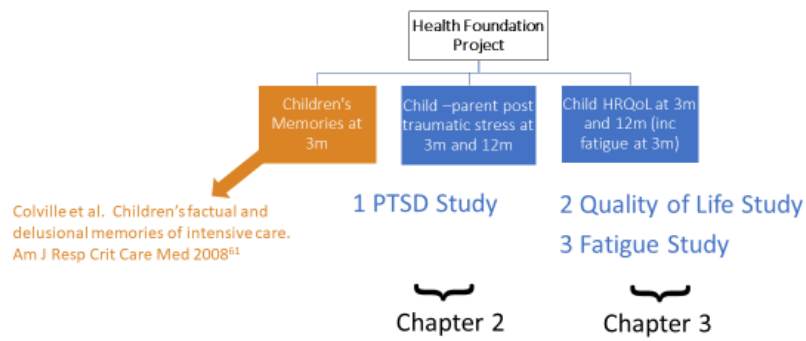 Health Foundation
Project
Children's
Memories at
3m
Child –parent post
traumatic stress at
3m and 12m
Child HRQoL at 3m
and 12m (inc
fatigue at 3m)
Colville et al.  Children's factual and
delusional memories of intensive care.
Am J Resp Crit Care Med 2008⁶¹
1 PTSD Study
2 Quality of Life Study
3 Fatigue Study
Chapter 2
Chapter 3